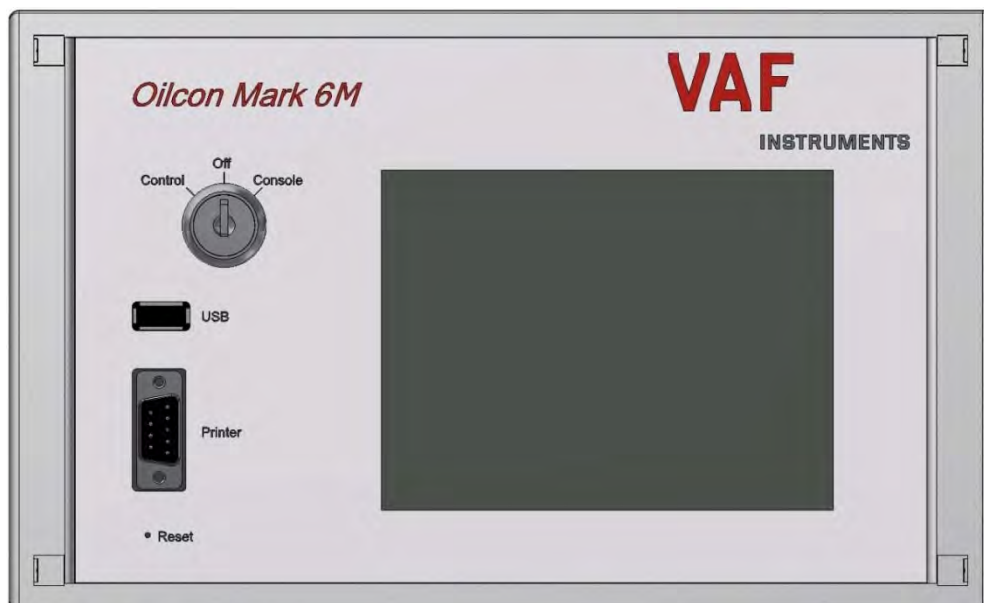 Oilcon Mark 6M
VAF
INSTRUMENTS
Off
Control
Console
USB
Printer
Reset